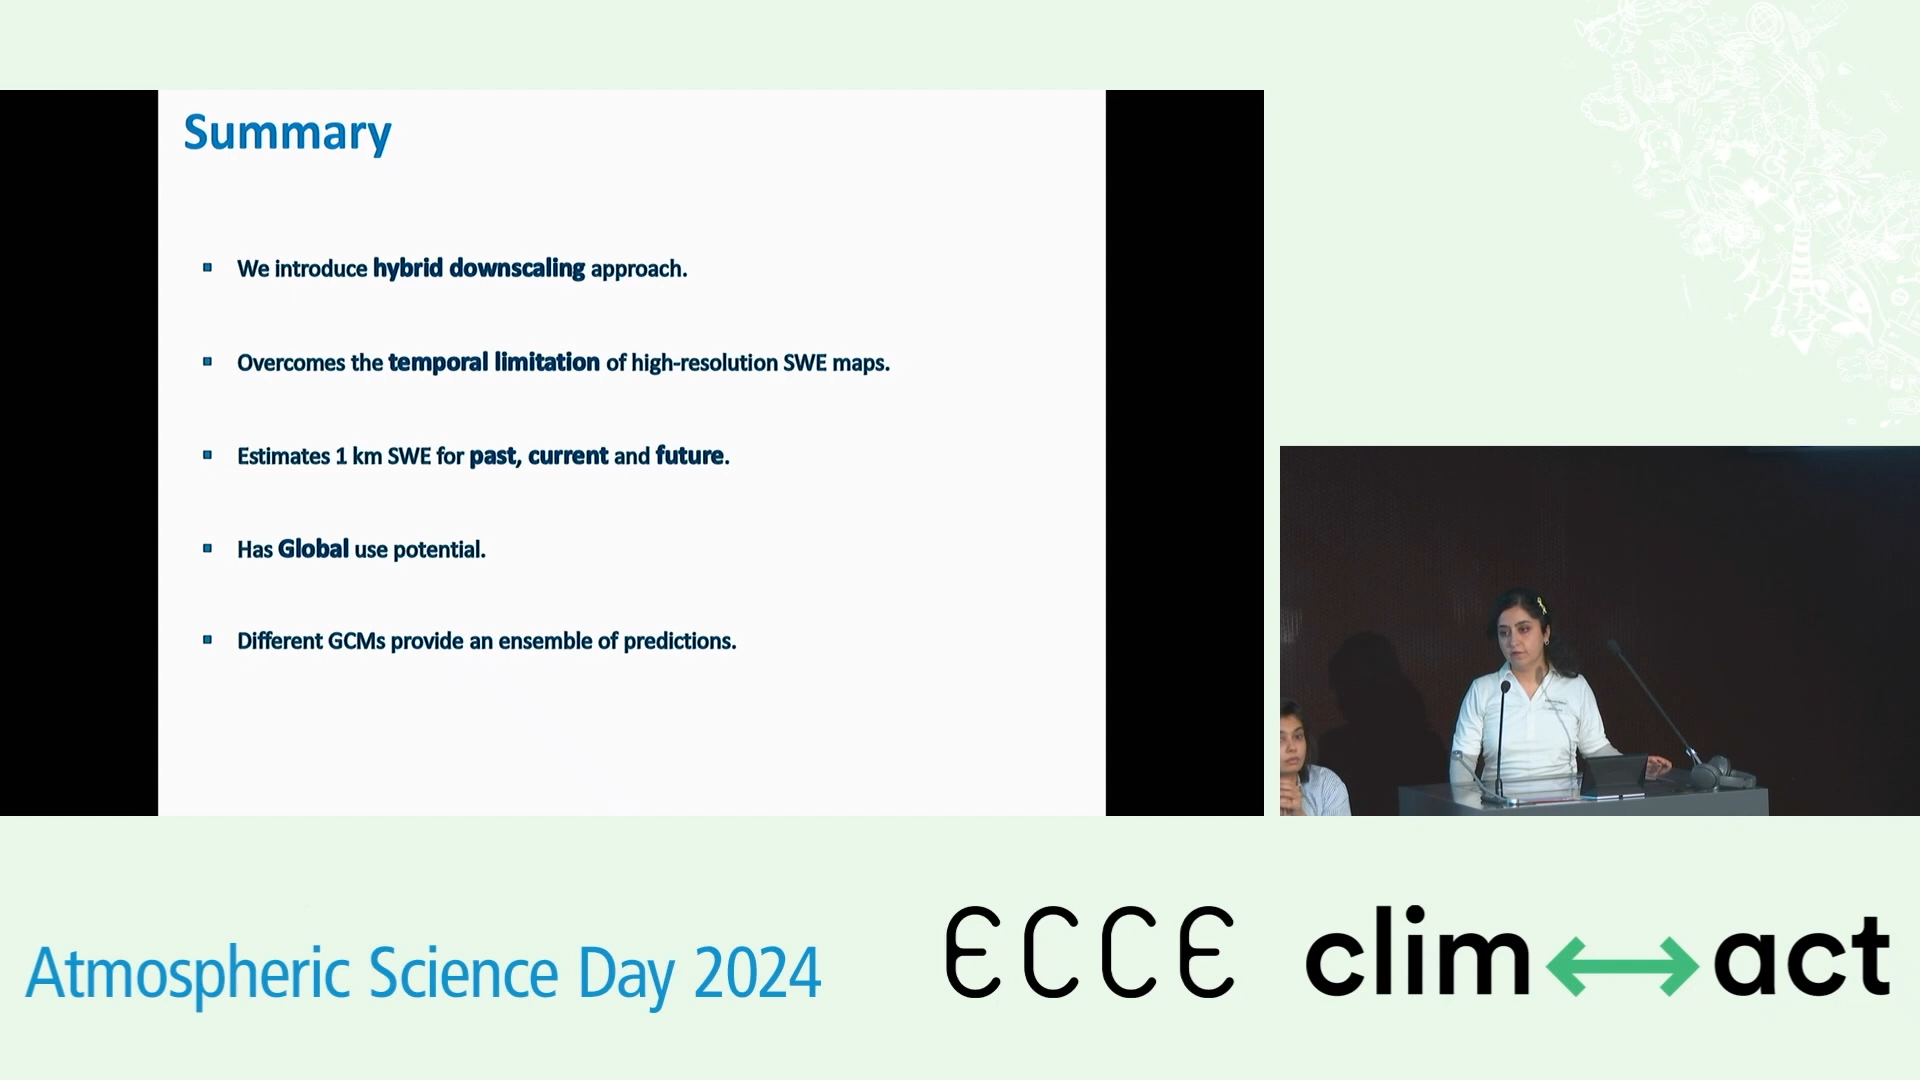 Summary
We introduce hybrid downscaling approach.
Overcomes the temporal limitation of high-resolution SWE maps.
Estimates 1 km SWE for past, current and future.
Has Global use potential.
Different GCMs provide an ensemble of predictions.
Atmospheric Science Day 2024
ECCE
clim act